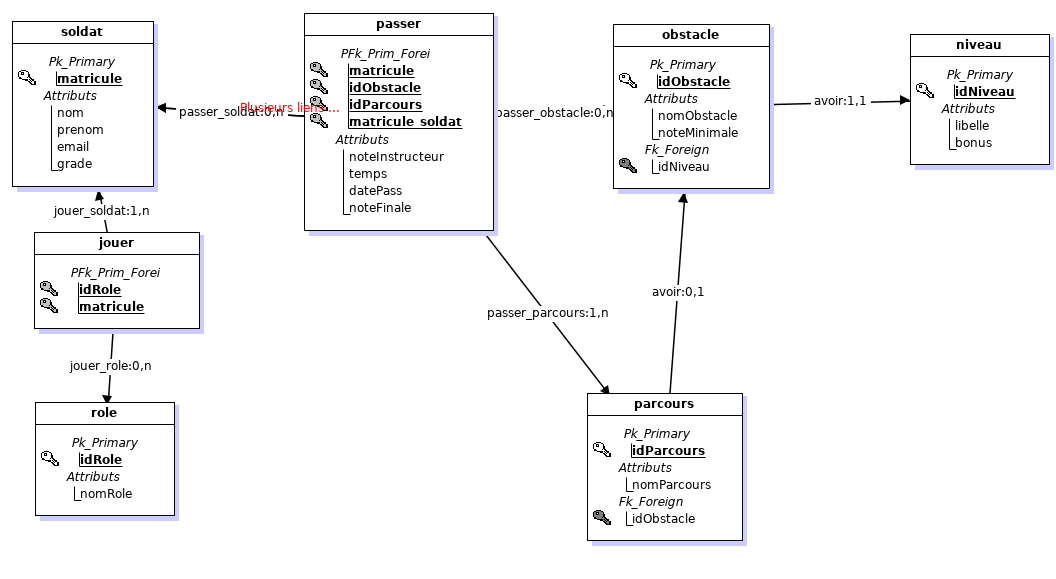 soldat
Pk_Primary
matricule
Attributs
nom
prenom
email
grade
passer_soldat:0,n
Plusieurs liens ...
passer
PFk_Prim_Forei
matricule
idObstacle
idParcours
matricule soldat
Attributs
noteInstructeur
temps
datePass
noteFinale
passer_obstacle:0,n
obstacle
Pk_Primary
idObstacle
Attributs
nomObstacle
noteMinimale
Fk_Foreign
idNiveau
avoir:1,1
niveau
Pk_Primary
idNiveau
Attributs
libelle
bonus
jouer_soldat:1,n
jouer
PFk_Prim_Forei
idRole
matricule
jouer_role:0,n
role
Pk_Primary
idRole
Attributs
nomRole
passer_parcours:1,n
avoir:0,1
parcours
Pk_Primary
idParcours
Attributs
nomParcours
Fk_Foreign
idObstacle